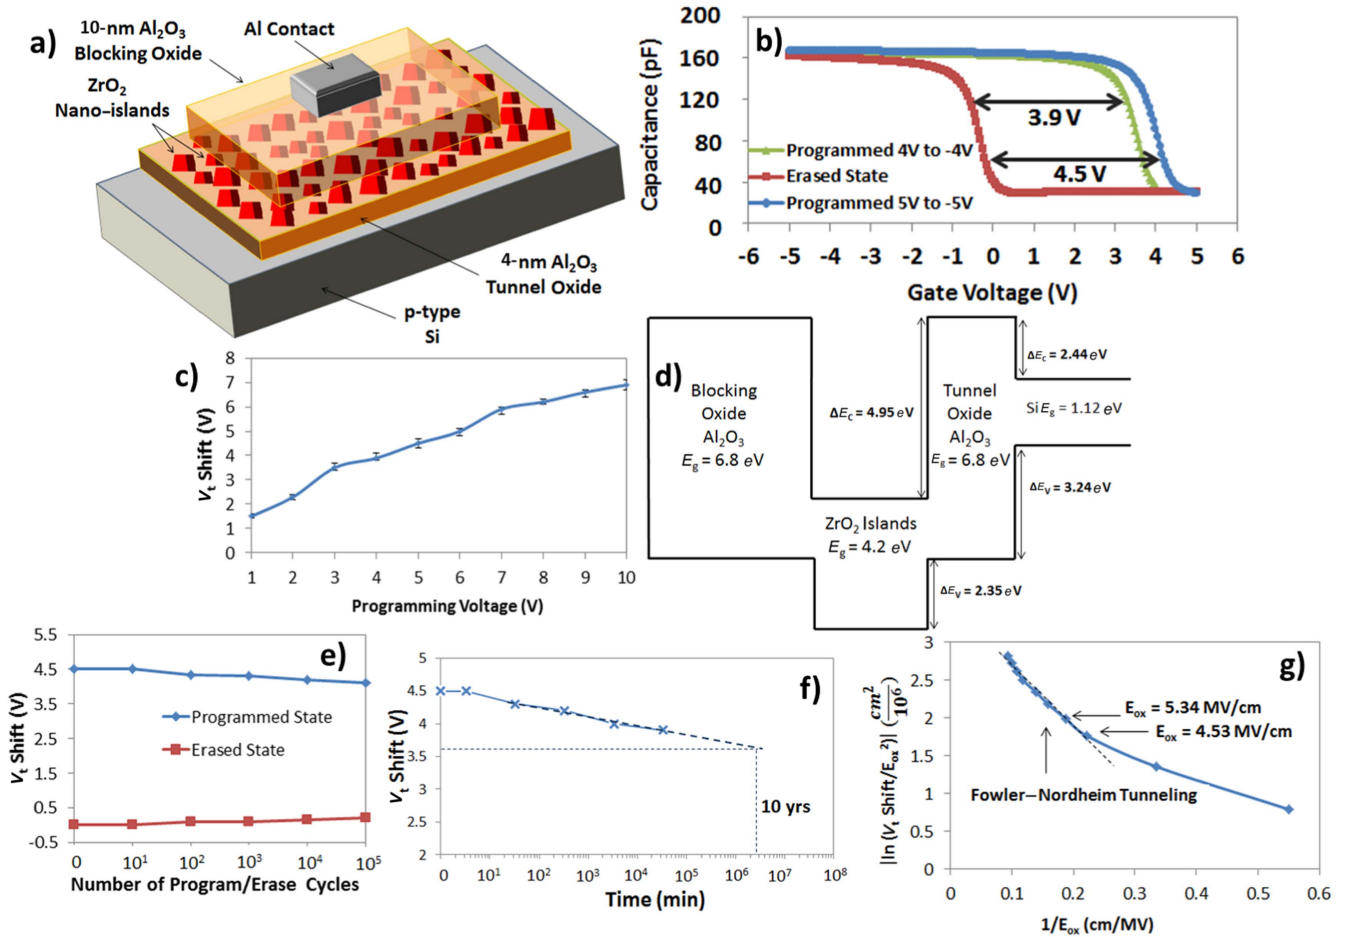 a)
10-nm Al₂O₃
Blocking Oxide
Al Contact
ZrO₂
Nano–islands
4-nm Al₂O₃
Tunnel Oxide
p-type
Si
b)
Capacitance (pF)
200
160
120
80
40
0
3.9 V
4.5 V
Programmed 4V to -4V
Erased State
Programmed 5V to -5V
-6 -5 -4 -3 -2 -1 0 1 2 3 4 5 6
Gate Voltage (V)
c)
Vt Shift (V)
8
7
6
5
4
3
2
1
0
1 2 3 4 5 6 7 8 9 10
Programming Voltage (V)
d)
Blocking
Oxide
Al₂O₃
Eg = 6.8 eV
ΔEc = 4.95 eV
Tunnel
Oxide
Al₂O₃
Eg = 6.8 eV
ΔEc = 2.44 eV
Si Eg = 1.12 eV
ΔEV = 3.24 eV
ZrO₂ Islands
Eg = 4.2 eV
ΔEV = 2.35 eV
e)
Vt Shift (V)
5.5
4.5
3.5
2.5
1.5
0.5
-0.5
Programmed State
Erased State
0 10¹ 10² 10³ 10⁴ 10⁵
Number of Program/Erase Cycles
f)
Vt Shift (V)
5
4.5
4
3.5
3
2.5
2
10 yrs
0 10¹ 10² 10³ 10⁴ 10⁵ 10⁶ 10⁷ 10⁸
Time (min)
g)
|ln (Vt Shift/Eox²)| (cm²/10⁶)
3
2.5
2
1.5
1
0.5
0
Eox = 5.34 MV/cm
Eox = 4.53 MV/cm
Fowler–Nordheim Tunneling
0 0.1 0.2 0.3 0.4 0.5 0.6
1/Eox (cm/MV)